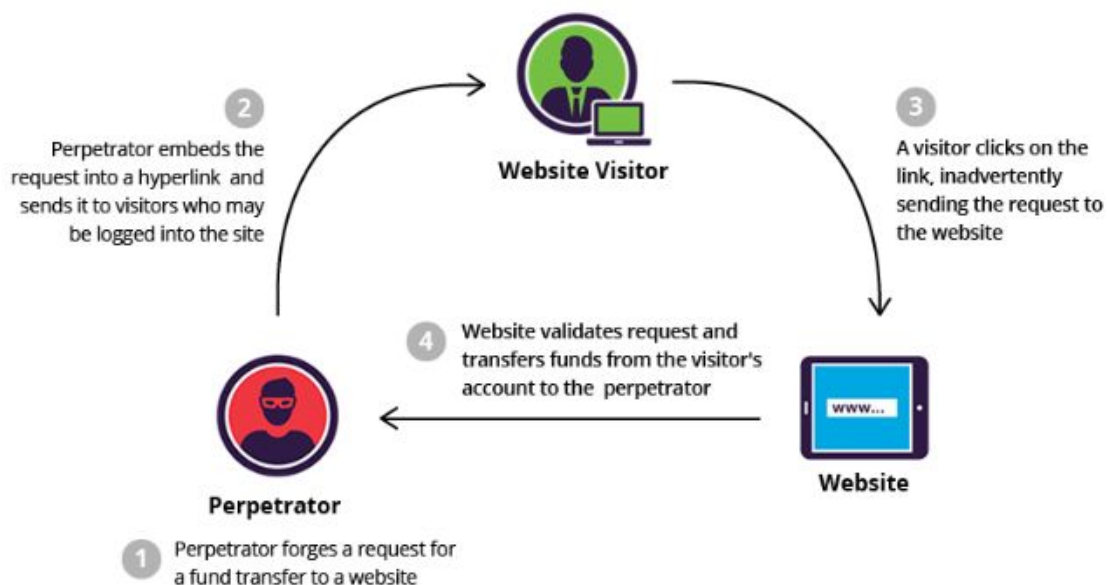 2
Perpetrator embeds the
request into a hyperlink and
sends it to visitors who may
be logged into the site
Website Visitor
3
A visitor clicks on the
link, inadvertently
sending the request to
the website
4
Website validates request and
transfers funds from the visitor's
account to the perpetrator
www...
Perpetrator
Website
1
Perpetrator forges a request for
a fund transfer to a website